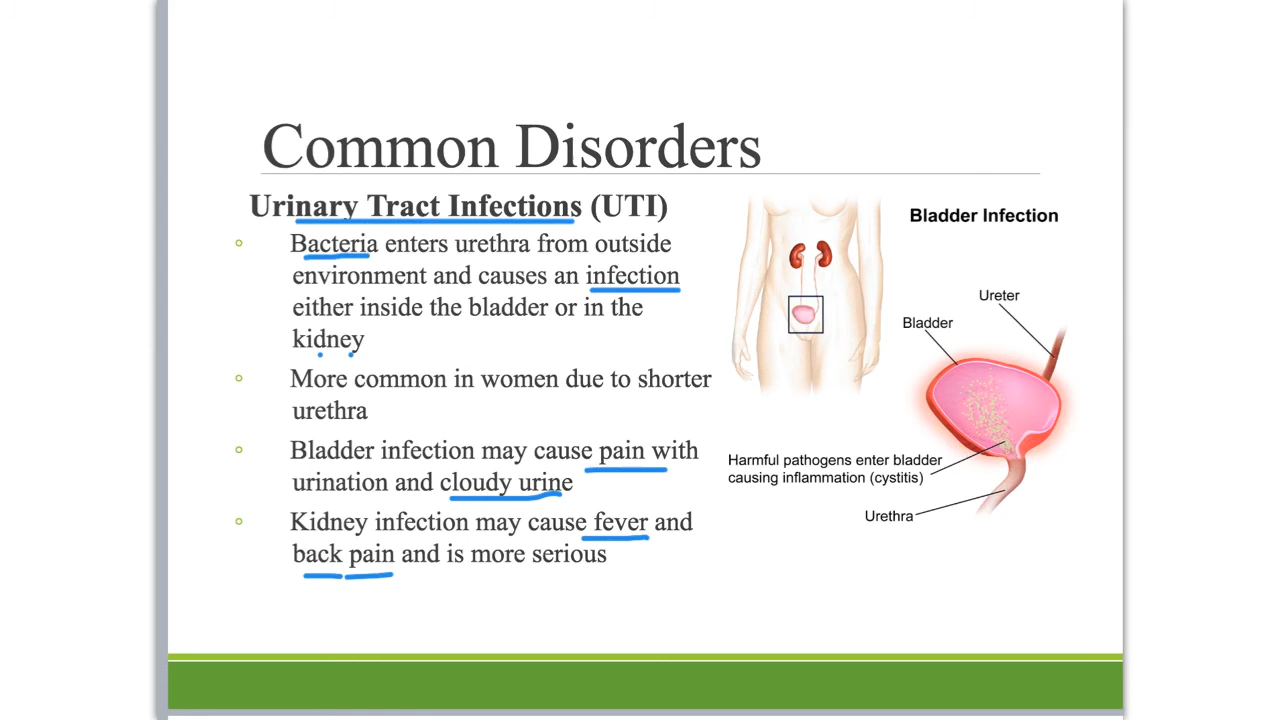 Common Disorders
Urinary Tract Infections (UTI)
Bacteria enters urethra from outside
environment and causes an infection
either inside the bladder or in the
kidney
More common in women due to shorter
urethra
Bladder infection may cause pain with
urination and cloudy urine
Kidney infection may cause fever and
back pain and is more serious
Bladder Infection
Ureter
Bladder
Harmful pathogens enter bladder
causing inflammation (cystitis)
Urethra